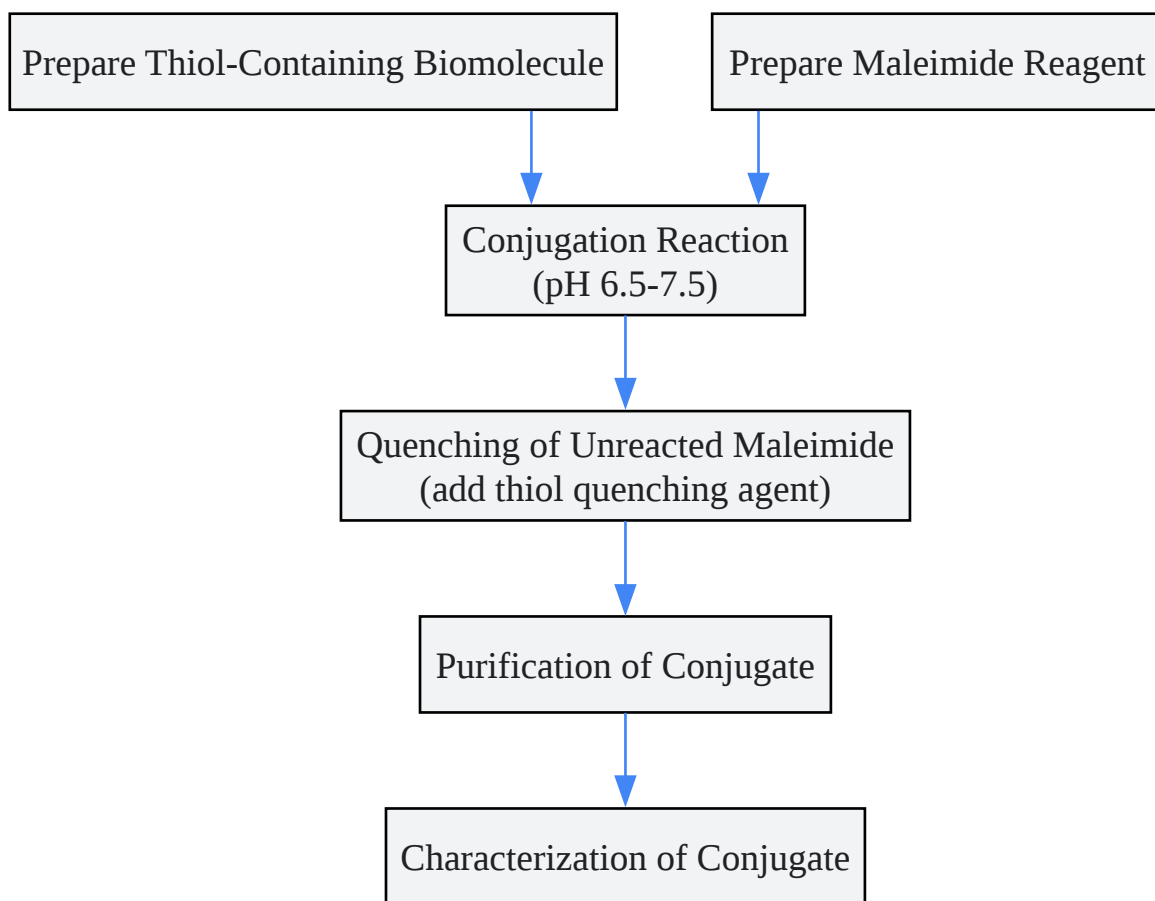 Prepare Thiol-Containing Biomolecule
Prepare Maleimide Reagent
Conjugation Reaction
(pH 6.5-7.5)
Quenching of Unreacted Maleimide
(add thiol quenching agent)
Purification of Conjugate
Characterization of Conjugate